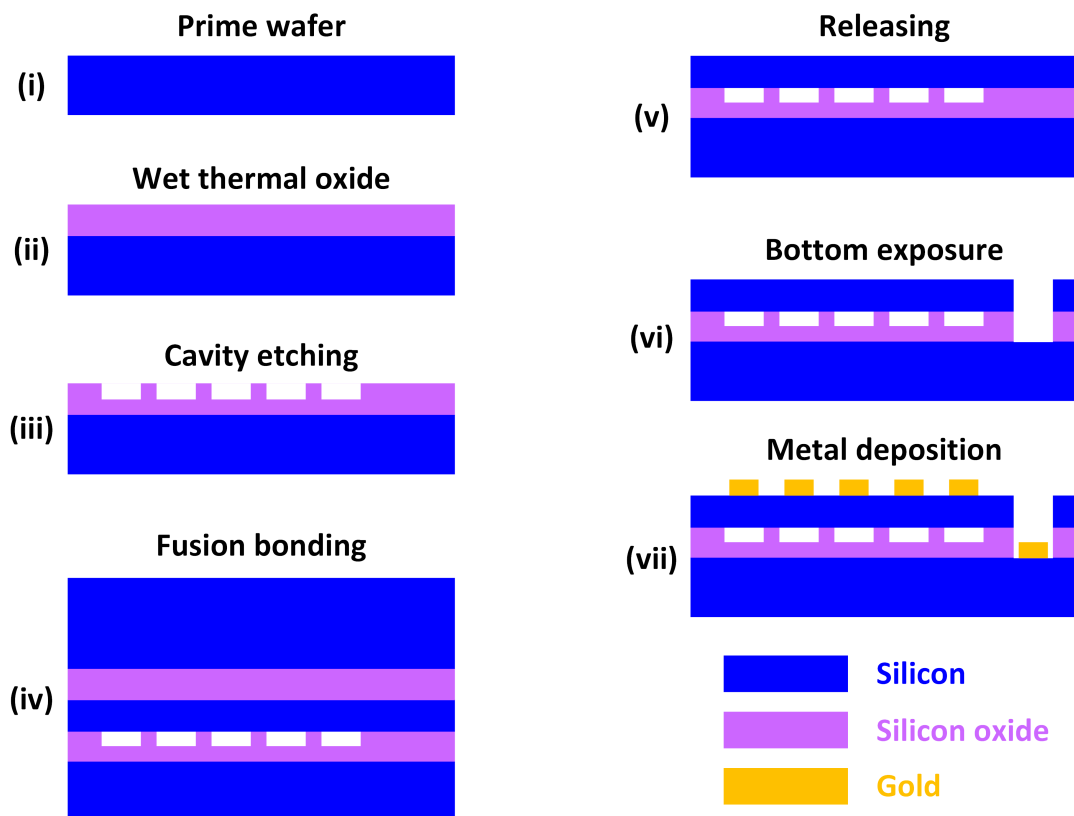 Prime wafer
(i)
Wet thermal oxide
(ii)
Cavity etching
(iii)
Fusion bonding
(iv)
Releasing
(v)
Bottom exposure
(vi)
Metal deposition
(vii)
Silicon
Silicon oxide
Gold